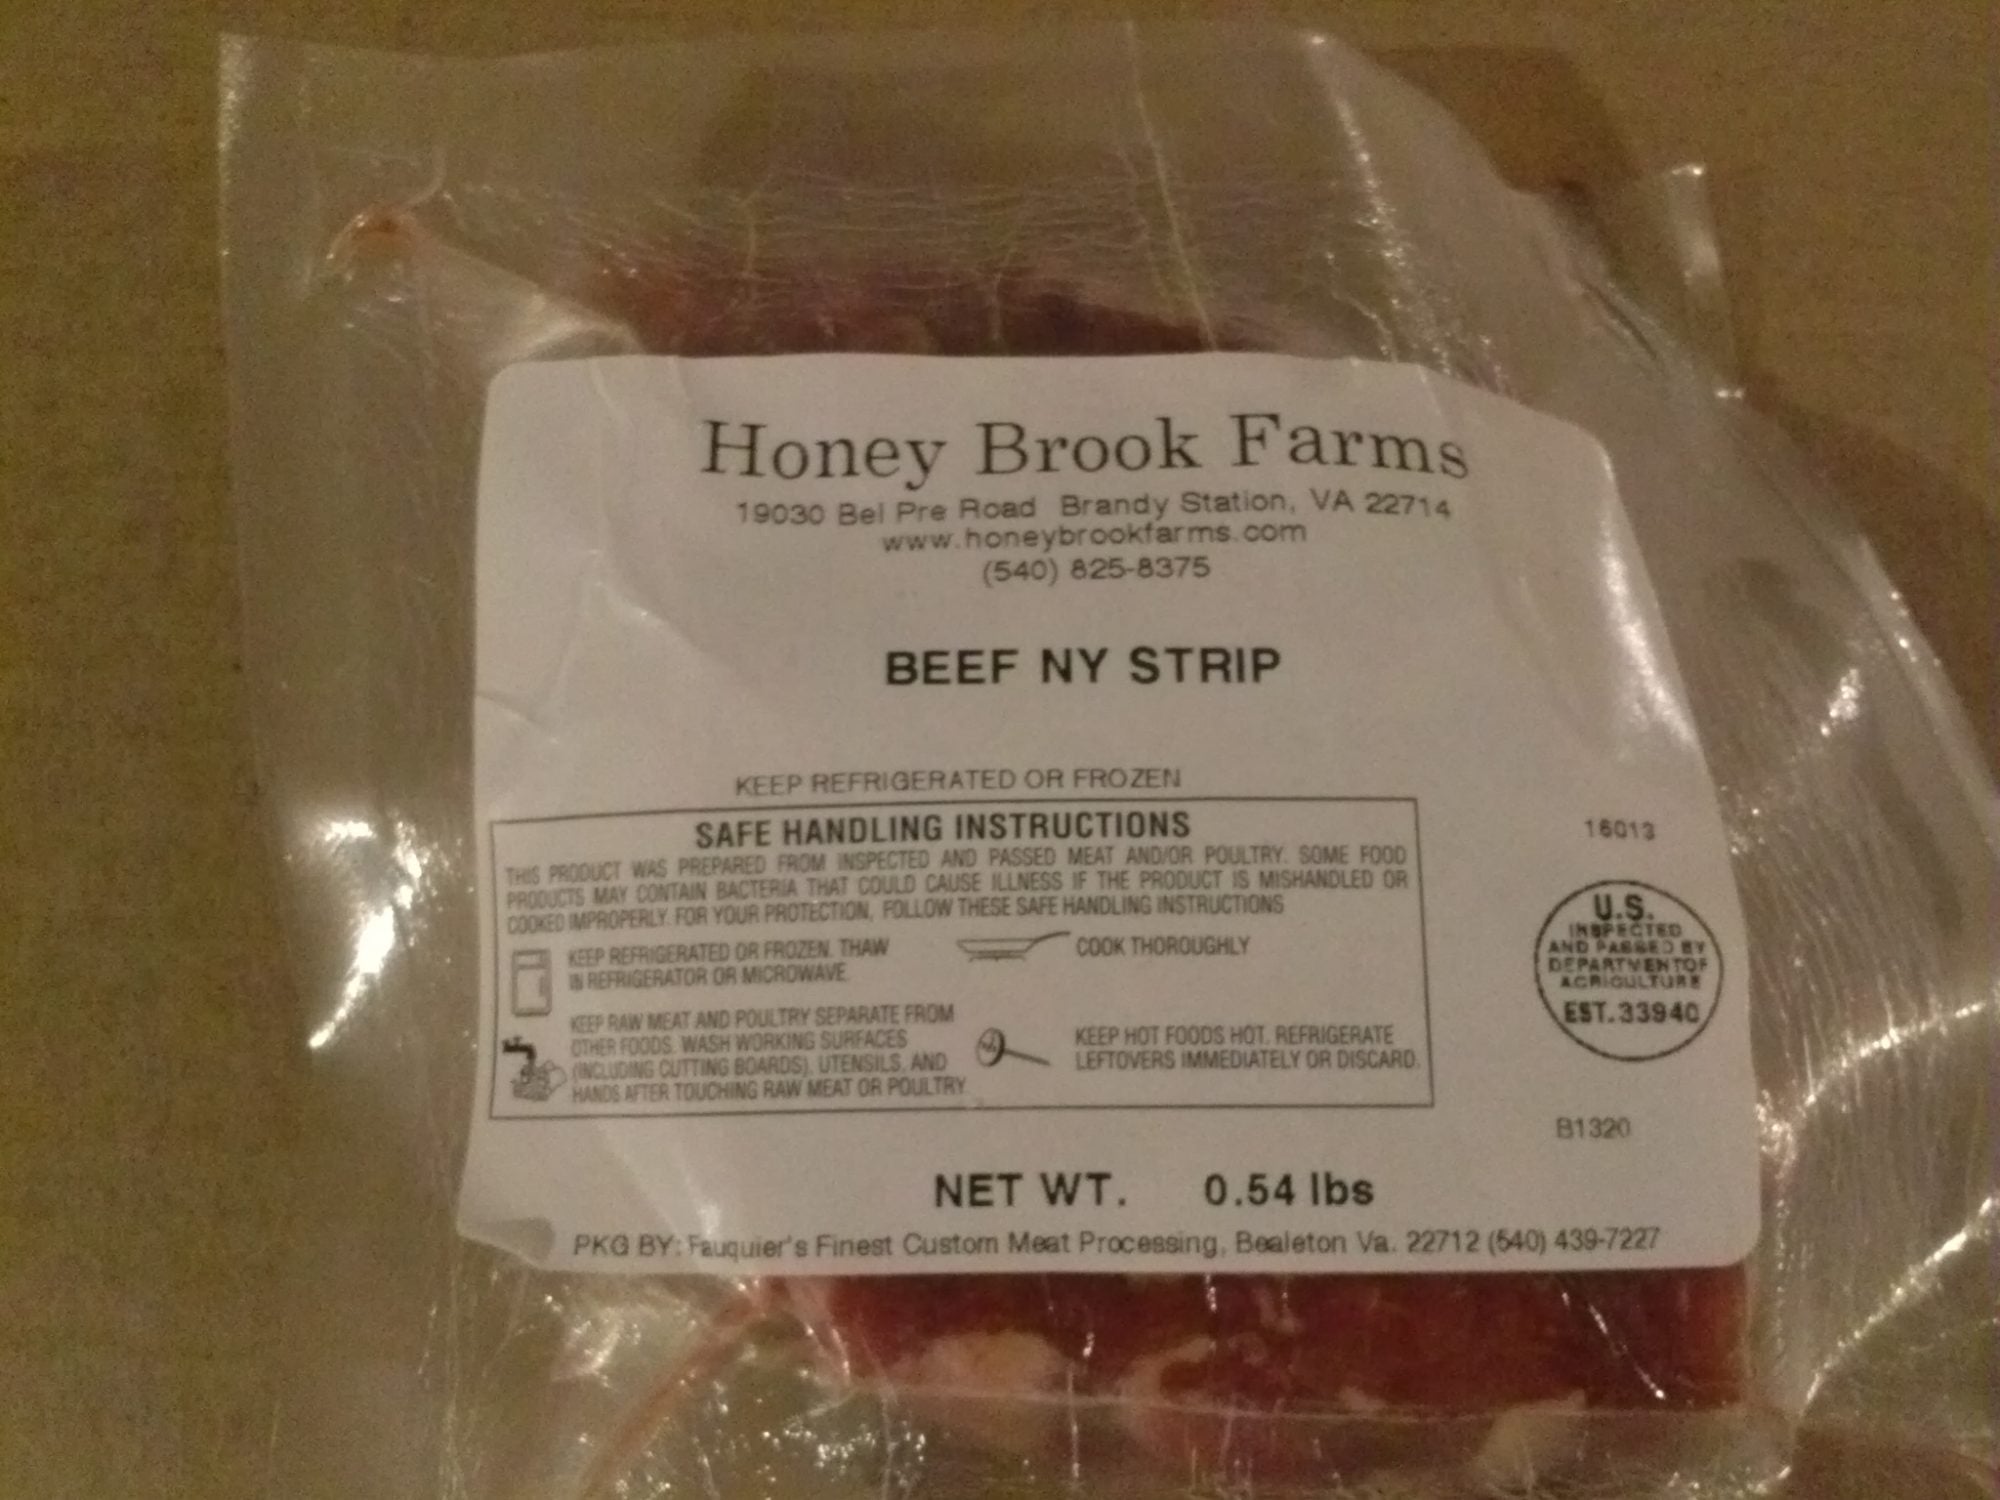 Honey Brook Farms
19030 Bel Pre Road Brandy Station, VA 22714
www.honeybrookfarms.com
(540) 825-8375
BEEF NY STRIP
KEEP REFRIGERATED OR FROZEN
SAFE HANDLING INSTRUCTIONS
THIS PRODUCT WAS PREPARED FROM INSPECTED AND PASSED MEAT AND/OR POULTRY. SOME FOOD
PRODUCTS MAY CONTAIN BACTERIA THAT COULD CAUSE ILLNESS IF THE PRODUCT IS MISHANDLED OR
COOKED IMPROPERLY. FOR YOUR PROTECTION, FOLLOW THESE SAFE HANDLING INSTRUCTIONS
KEEP REFRIGERATED OR FROZEN. THAW
IN REFRIGERATOR OR MICROWAVE.
COOK THOROUGHLY
KEEP RAW MEAT AND POULTRY SEPARATE FROM
OTHER FOODS. WASH WORKING SURFACES
(INCLUDING CUTTING BOARDS), UTENSILS, AND
HANDS AFTER TOUCHING RAW MEAT OR POULTRY.
KEEP HOT FOODS HOT. REFRIGERATE
LEFTOVERS IMMEDIATELY OR DISCARD.
16013
U.S.
INSPECTED
AND PASSED BY
DEPARTMENT OF
AGRICULTURE
EST. 33940
B1320
NET WT. 0.54 lbs
PKG BY: Fauquier's Finest Custom Meat Processing, Bealeton Va. 22712 (540) 439-7227